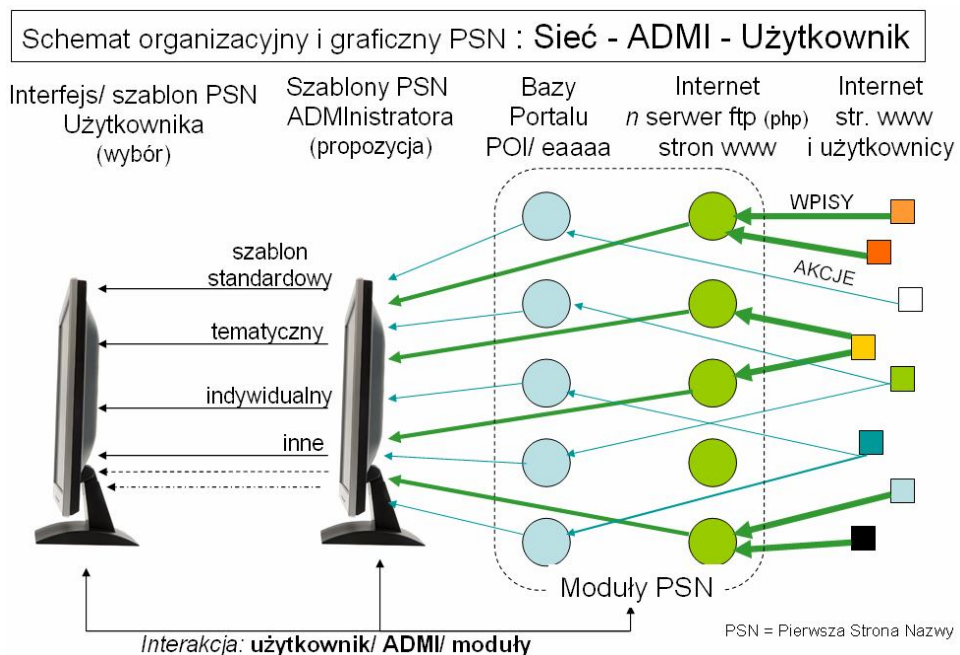 Schemat organizacyjny i graficzny PSN : Sieć - ADMI - Użytkownik
Interfejs/ szablon PSN
Użytkownika
(wybór)
Szablony PSN
ADMInistratora
(propozycja)
Bazy
Portalu
POI/ eaaaa
Internet
n serwer ftp (php)
stron www
Internet
str. www
i użytkownicy
WPISY
AKCJE
szablon
standardowy
tematyczny
indywidualny
inne
Moduły PSN
Interakcja: użytkownik/ ADMI/ moduły
PSN = Pierwsza Strona Nazwy